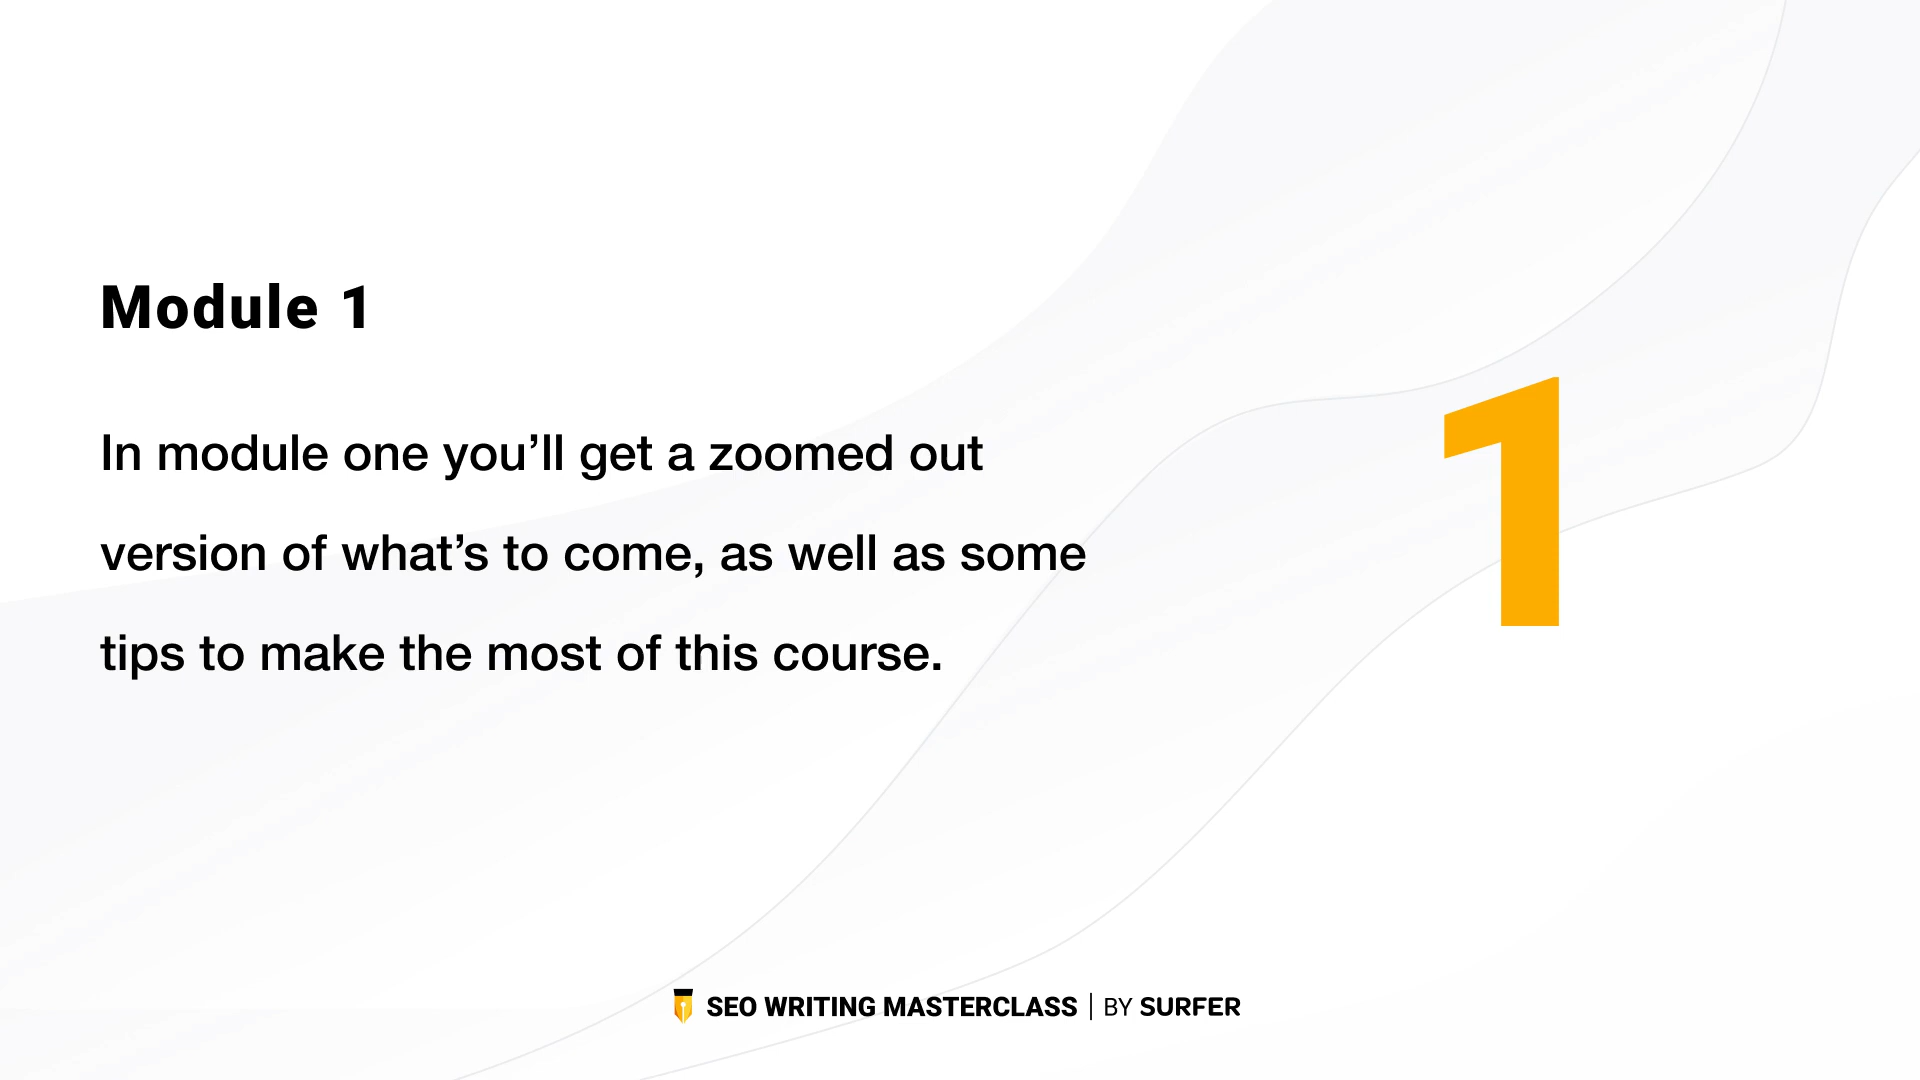 Module 1
In module one you’ll get a zoomed out
version of what’s to come, as well as some
tips to make the most of this course.
1
SEO WRITING MASTERCLASS | BY SURFER